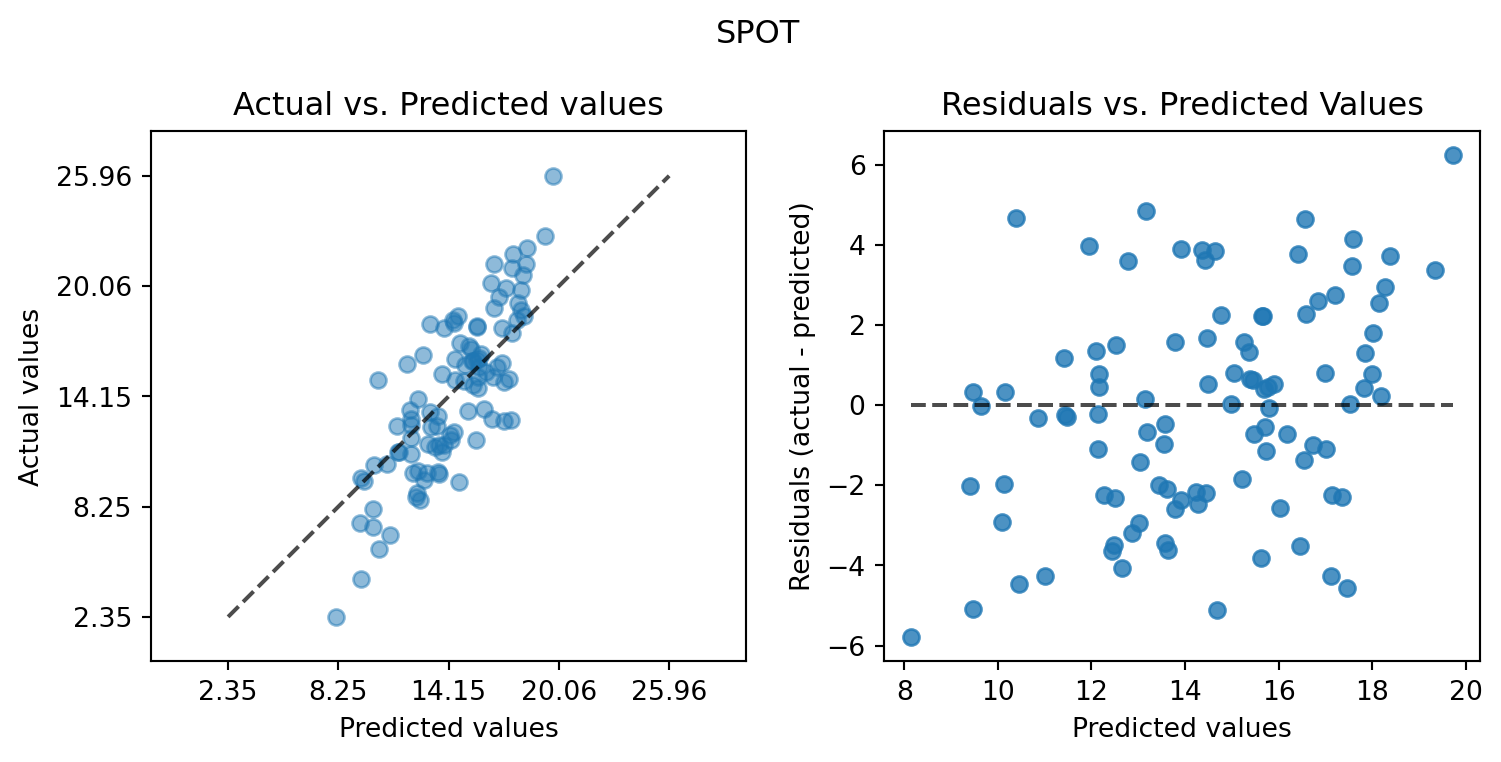 SPOT
Actual vs. Predicted values
Actual values
25.96
20.06
14.15
8.25
2.35
2.35 8.25 14.15 20.06 25.96
Predicted values
Residuals vs. Predicted Values
Residuals (actual - predicted)
6
4
2
0
−2
−4
−6
8 10 12 14 16 18 20
Predicted values